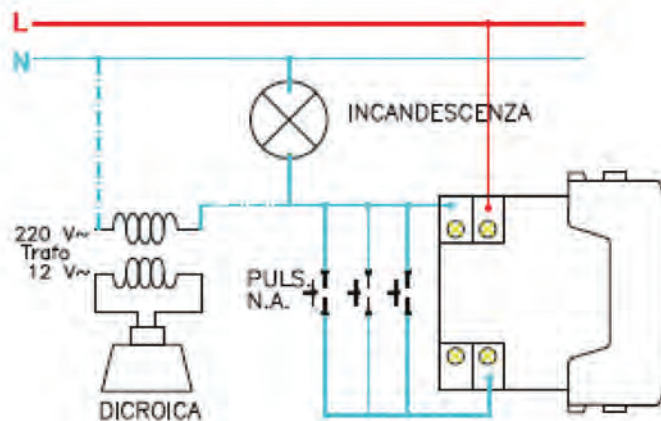 L
N
INCANDESCENZA
220 V~
Trafo
12 V~
PULS.
N.A.
DICROICA